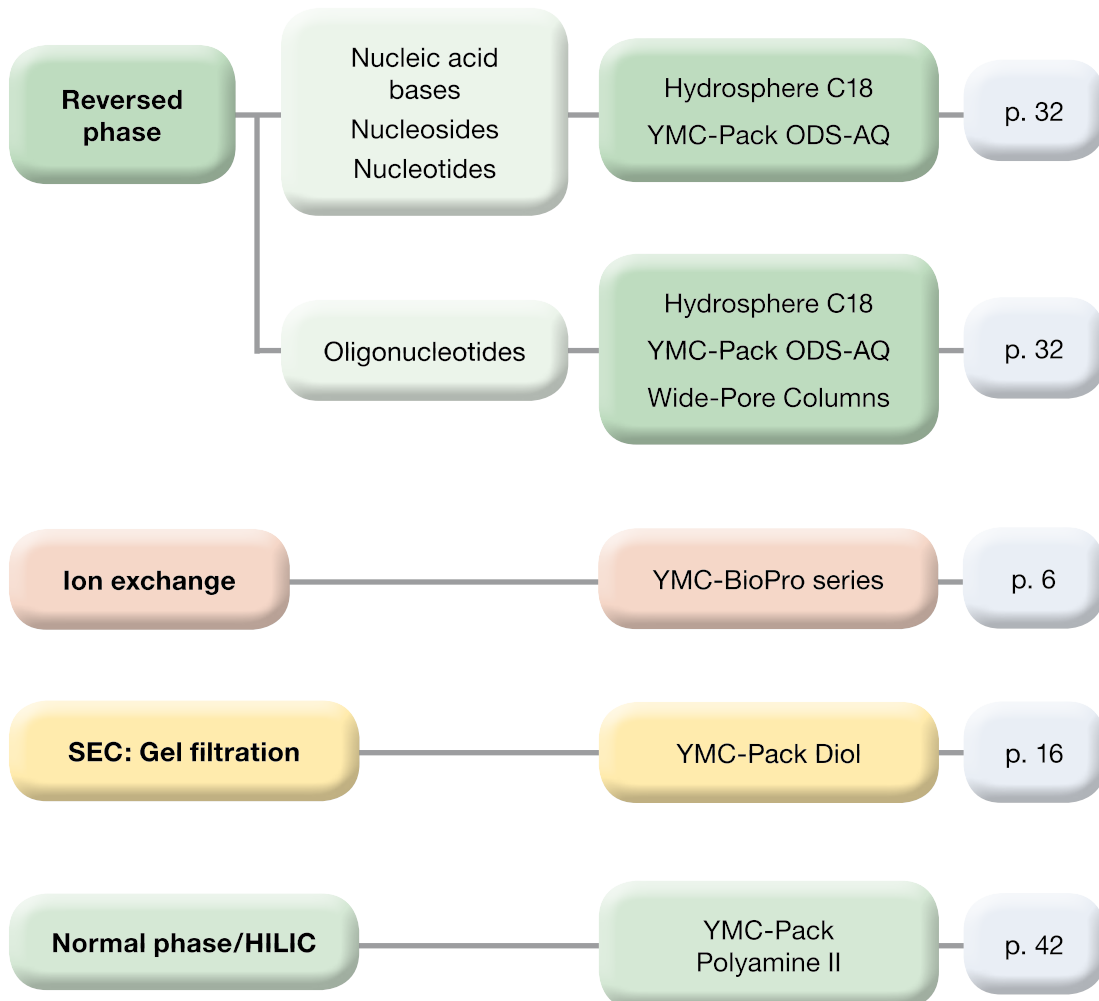 Reversed
phase
Nucleic acid
bases
Nucleosides
Nucleotides
Hydrosphere C18
YMC-Pack ODS-AQ
p. 32
Oligonucleotides
Hydrosphere C18
YMC-Pack ODS-AQ
Wide-Pore Columns
p. 32
Ion exchange
YMC-BioPro series
p. 6
SEC: Gel filtration
YMC-Pack Diol
p. 16
Normal phase/HILIC
YMC-Pack
Polyamine II
p. 42